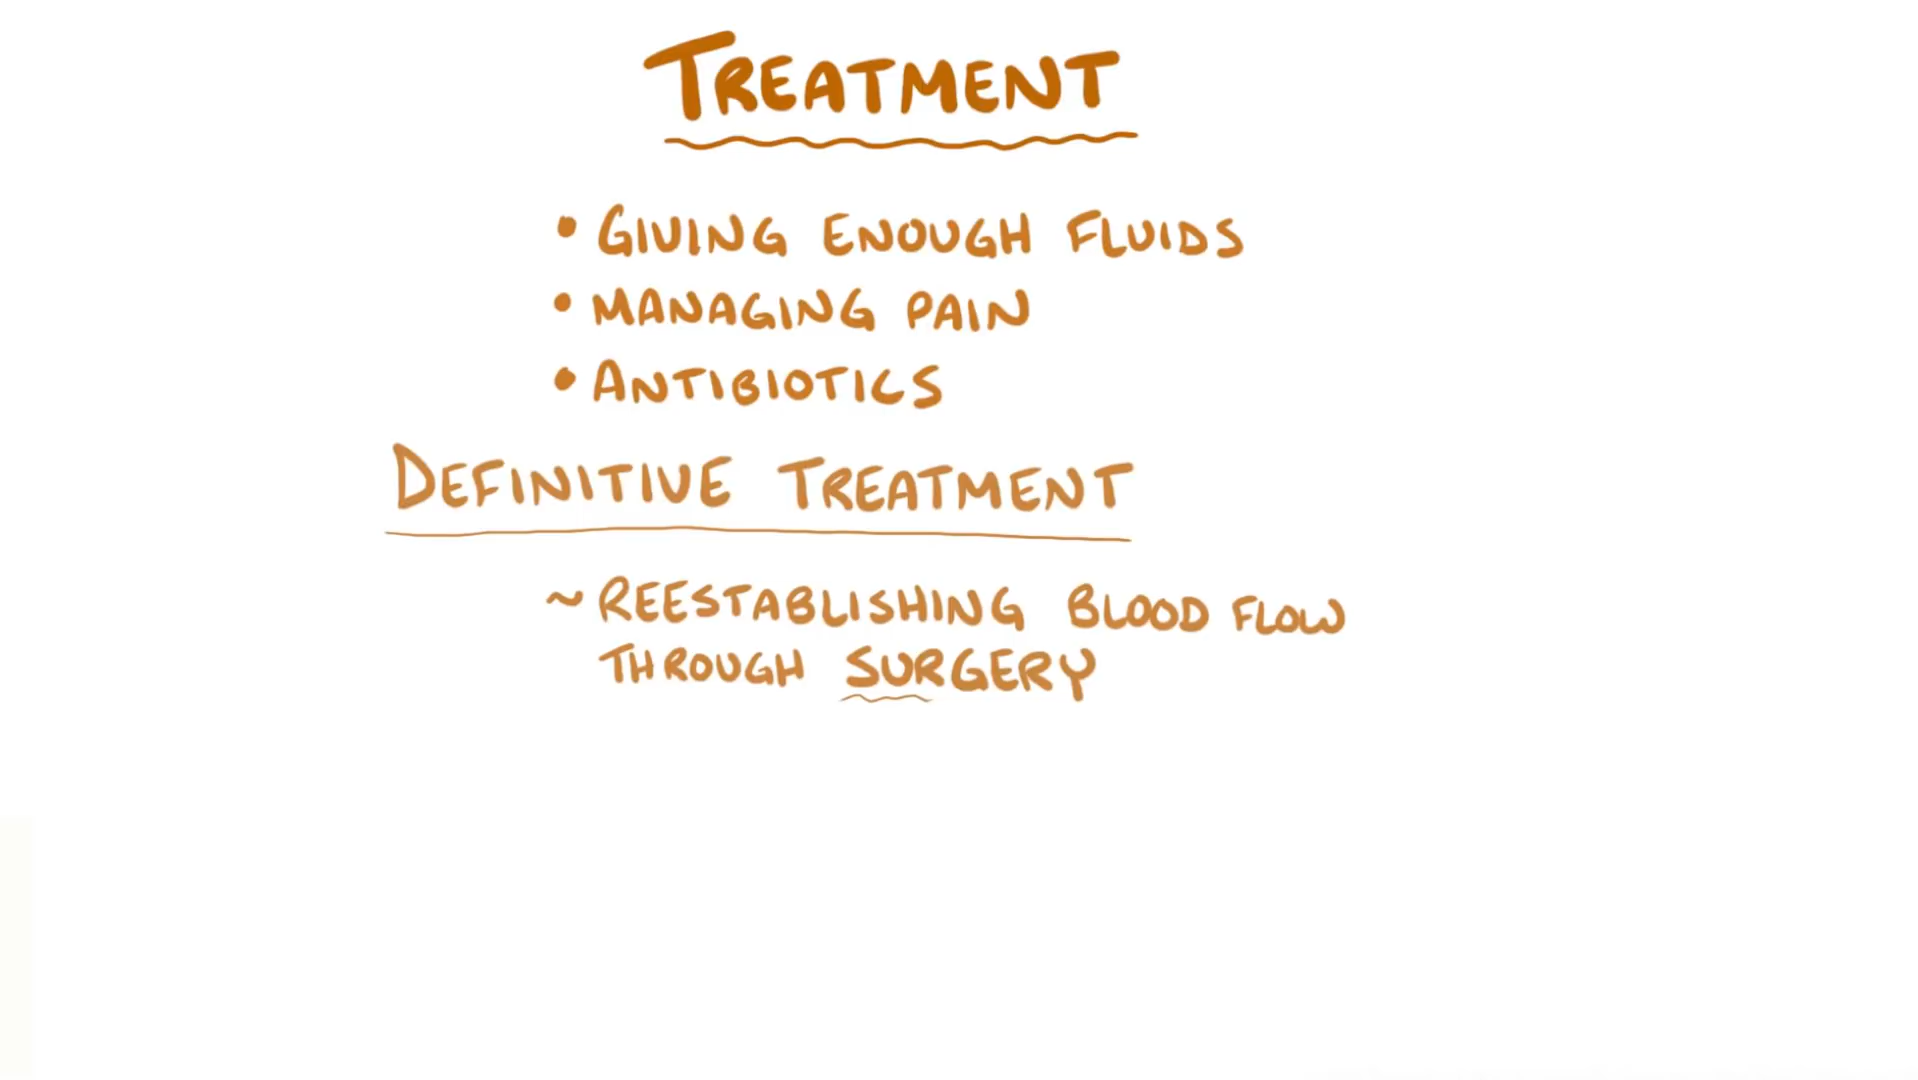 TREATMENT
• GIVING ENOUGH FLUIDS
• MANAGING PAIN
• ANTIBIOTICS
DEFINITIVE TREATMENT
~ REESTABLISHING BLOOD FLOW
THROUGH SURGERY